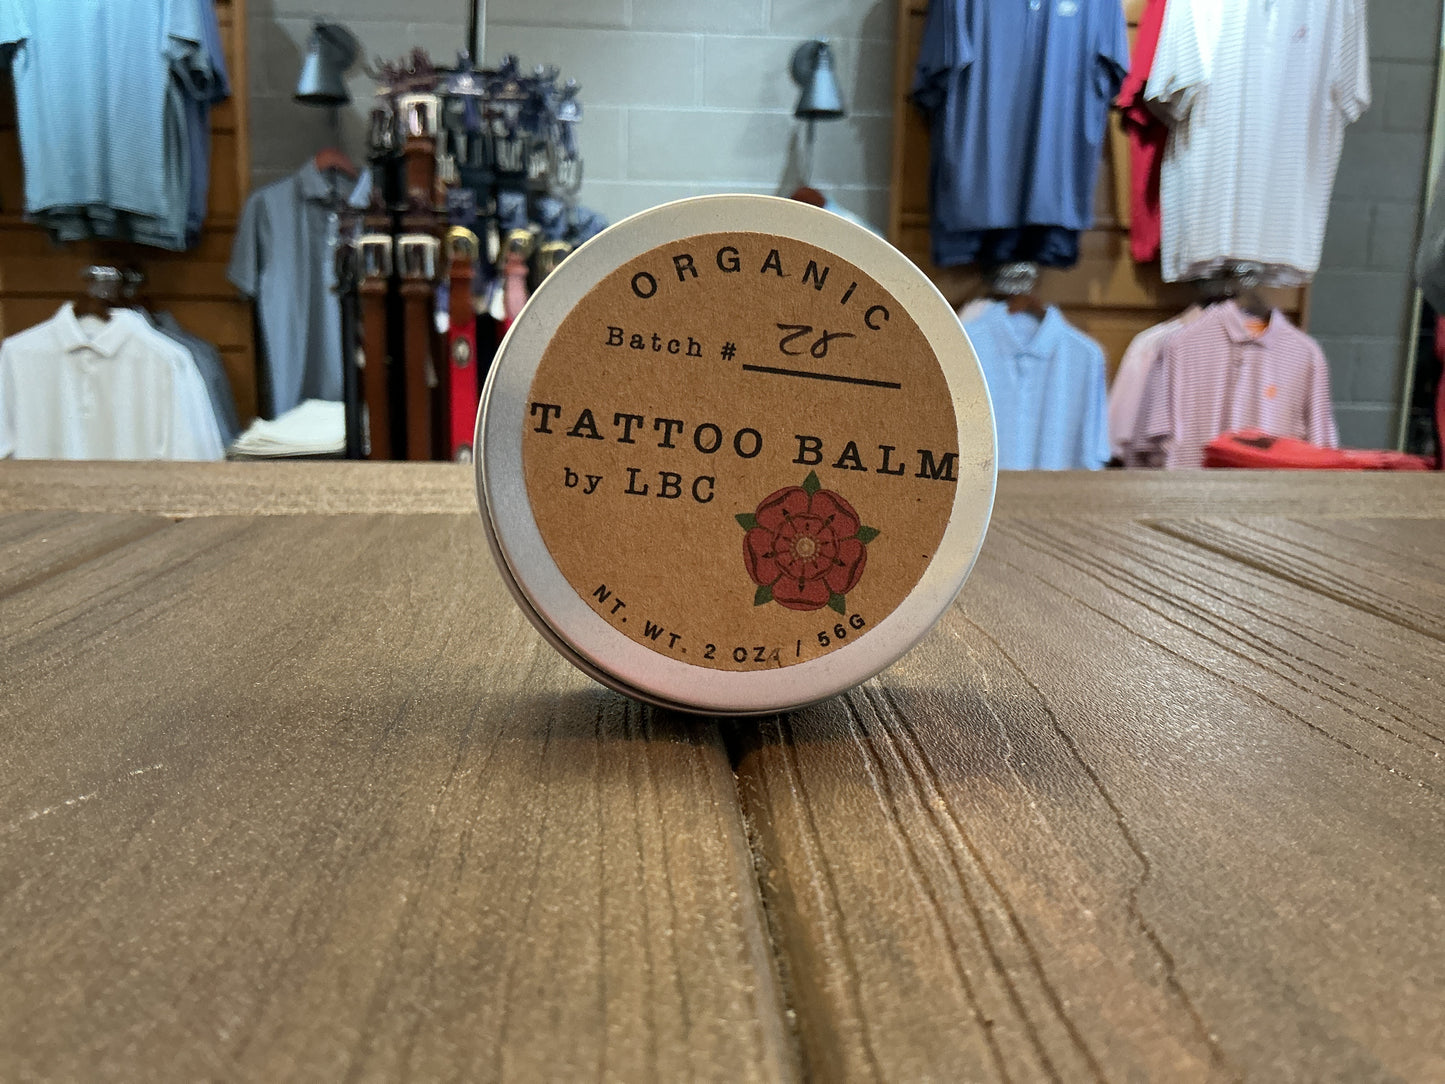 ORGANIC
Batch # 28
TATTOO BALM
by LBC
NT. WT. 2 OZ. / 56G